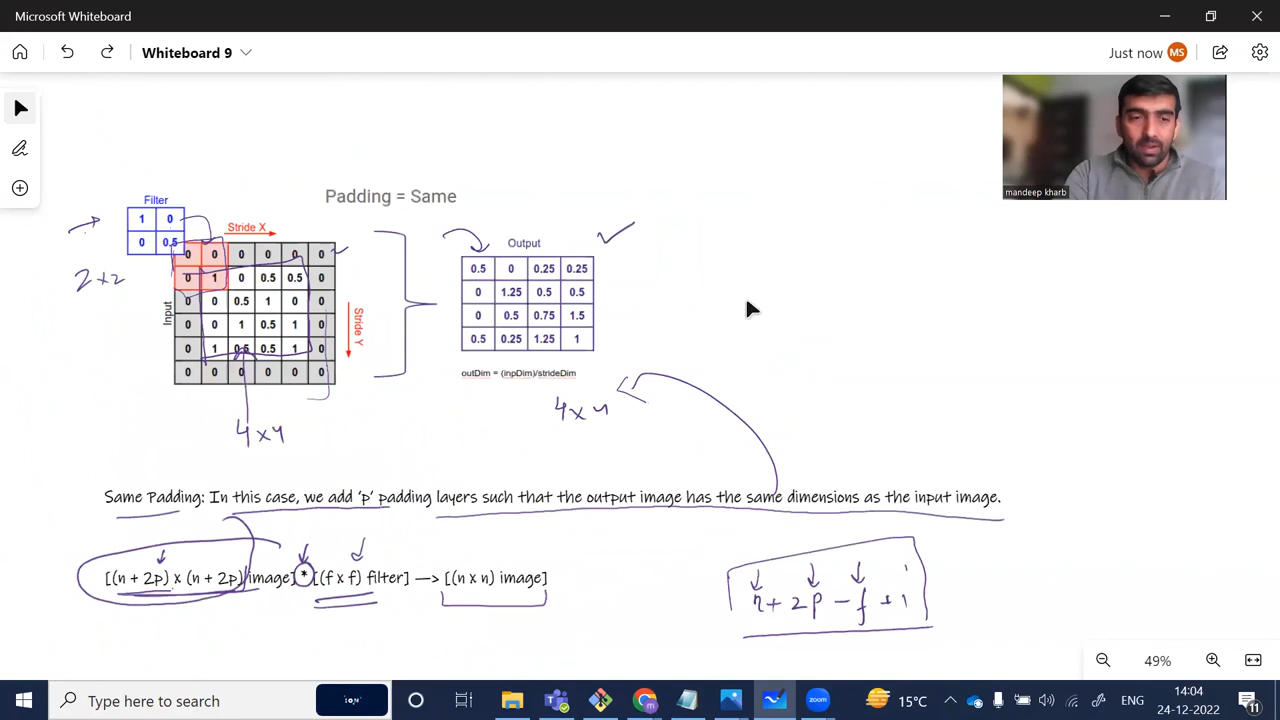 Microsoft Whiteboard
Whiteboard 9
Just now MS
mandeep kharb
Padding = Same
Filter
1 0
0 0.5
2x2
Stride X
Input
0 0 0 0 0 0
0 1 0 0.5 0.5 0
0 0 0.5 1 0 0
0 0 1 0.5 1 0
0 1 0.5 0.5 1 0
0 0 0 0 0 0
Stride Y
4x4
Output
0.5 0 0.25 0.25
0 1.25 0.5 0.5
0 0.5 0.75 1.5
0.5 0.25 1.25 1
outDim = (inpDim)/strideDim
4x4
Same Padding: In this case, we add 'p' padding layers such that the output image has the same dimensions as the input image.
[(n + 2p) x (n + 2p) image] * [(f x f) filter] —> [(n x n) image]
n + 2p - f + 1
49%
Type here to search
15°C
ENG
14:04
24-12-2022
11